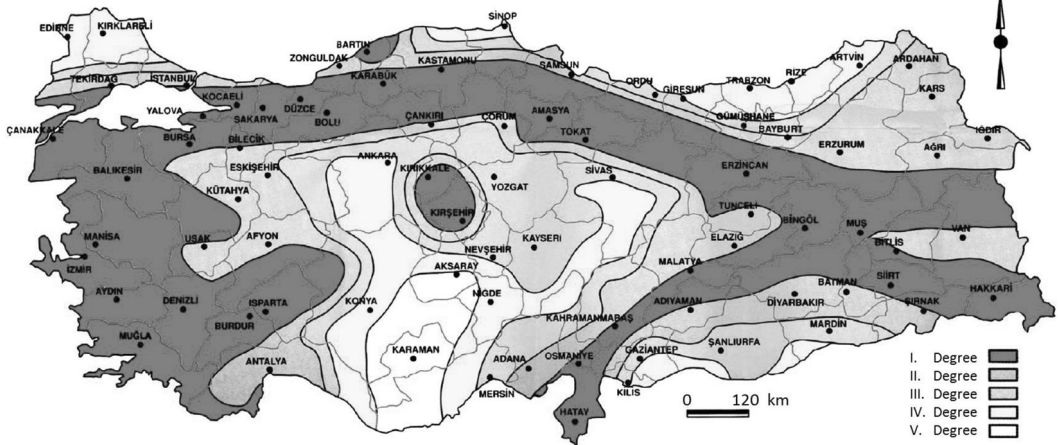 SİNOP
EDİRNE
KIRKLARELİ
BARTIN
ZONGULDAK
KASTAMONU
SAMSUN
ARTVİN
ARDAHAN
TEKİRDAĞ
İSTANBUL
KARABÜK
ORDU
TRABZON
RİZE
KARS
KOCAELİ
GİRESUN
YALOVA
SAKARYA
DÜZCE
BOLU
ÇANKIRI
ÇORUM
AMASYA
GÜMÜŞHANE
BAYBURT
ÇANAKKALE
BURSA
BİLECİK
TOKAT
ERZURUM
IĞDIR
AĞRI
ANKARA
BALIKESİR
ESKİŞEHİR
KIRIKKALE
YOZGAT
SİVAS
ERZİNCAN
KÜTAHYA
KIRŞEHİR
TUNCELİ
BİNGÖL
MUŞ
MANİSA
UŞAK
AFYON
NEVŞEHİR
KAYSERİ
ELAZIĞ
BİTLİS
VAN
İZMİR
AKSARAY
MALATYA
AYDIN
DENİZLİ
ISPARTA
KONYA
NİĞDE
ADIYAMAN
DİYARBAKIR
BATMAN
SİİRT
HAKKARİ
BURDUR
KAHRAMANMABAŞ
ŞIRNAK
MUĞLA
KARAMAN
MARDİN
ANTALYA
ADANA
OSMANİYE
GAZİANTEP
ŞANLIURFA
MERSİN
KİLİS
HATAY
0 120 km
I. Degree
II. Degree
III. Degree
IV. Degree
V. Degree